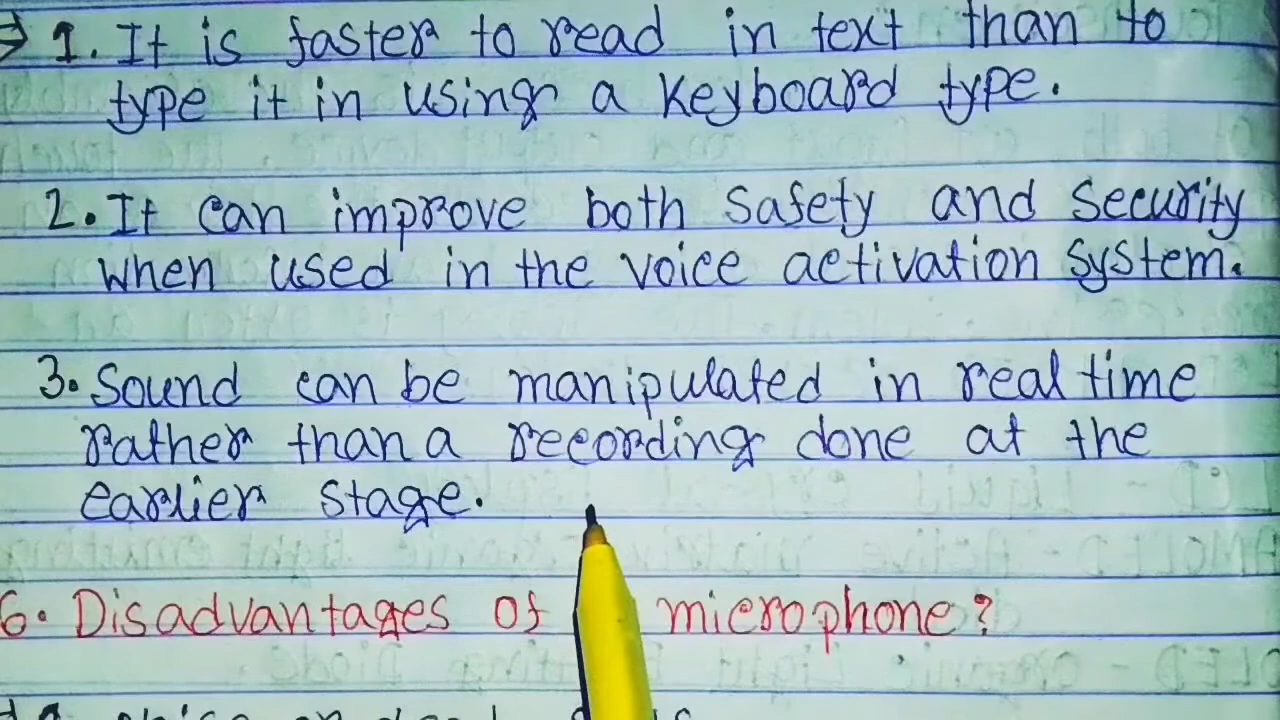 → 1. It is faster to read in text than to
type it in using a keyboard type.
2. It can improve both safety and security
when used in the voice activation system.
3. Sound can be manipulated in real time
rather than a recording done at the
earlier stage.
6. Disadvantages of microphone?